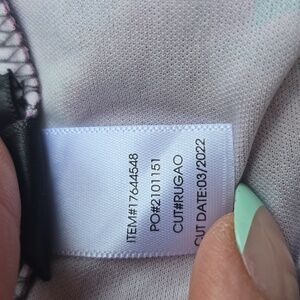 ITEM#17644548
PO#2101151
CUT#RUGAO
CUT DATE:03/2022